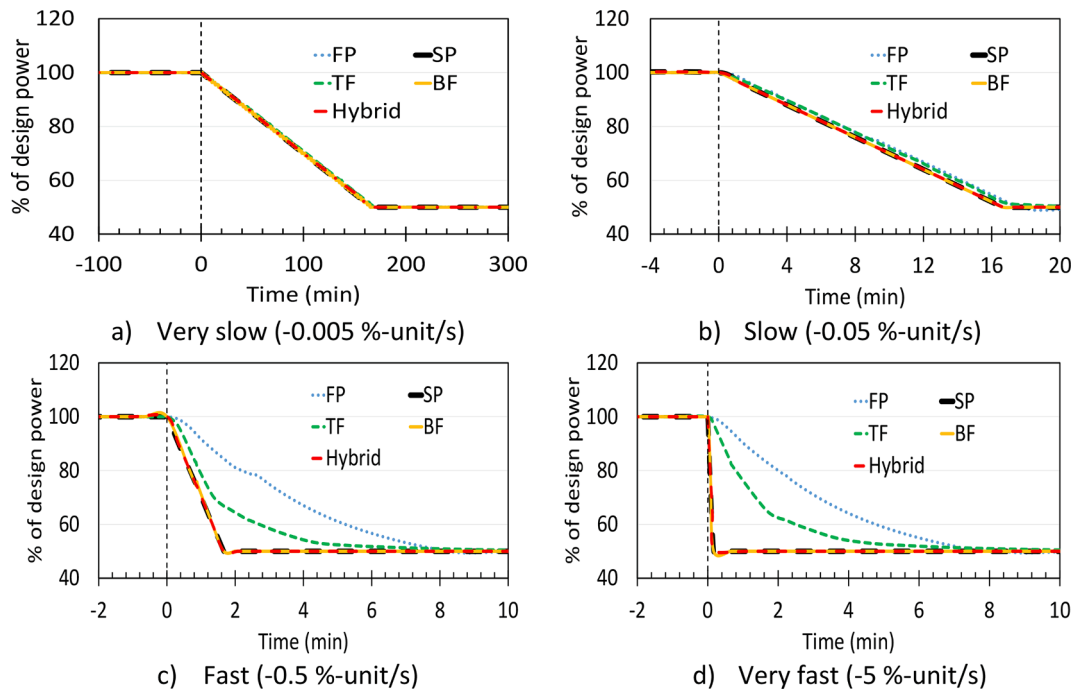 120
100
80
60
40
% of design power
FP
SP
TF
BF
Hybrid
-100
0
100
200
300
Time (min)
a) Very slow (-0.005 %-unit/s)
120
100
80
60
40
% of design power
FP
SP
TF
BF
Hybrid
-4
0
4
8
12
16
20
Time (min)
b) Slow (-0.05 %-unit/s)
120
100
80
60
40
% of design power
FP
SP
TF
BF
Hybrid
-2
0
2
4
6
8
10
Time (min)
c) Fast (-0.5 %-unit/s)
120
100
80
60
40
% of design power
FP
SP
TF
BF
Hybrid
-2
0
2
4
6
8
10
Time (min)
d) Very fast (-5 %-unit/s)